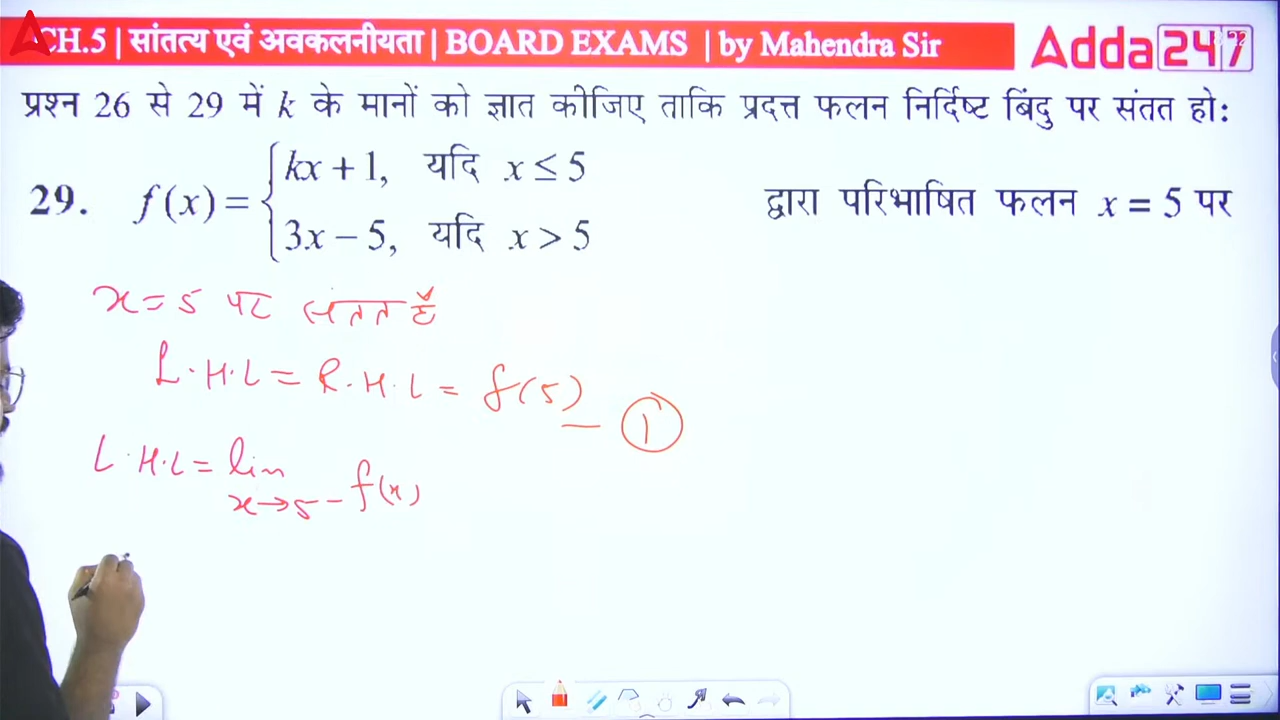 CH.5 | सांतत्य एवं अवकलनीयता | BOARD EXAMS | by Mahendra Sir
Adda247
प्रश्न 26 से 29 में k के मानों को ज्ञात कीजिए ताकि प्रदत्त फलन निर्दिष्ट बिंदु पर संतत हो:
29. f(x) = { kx + 1, यदि x ≤ 5
3x – 5, यदि x > 5
द्वारा परिभाषित फलन x = 5 पर
x = 5 पर संतत है
L.H.L = R.H.L = f(5) — ①
L.H.L = lim f(x)
x→5–